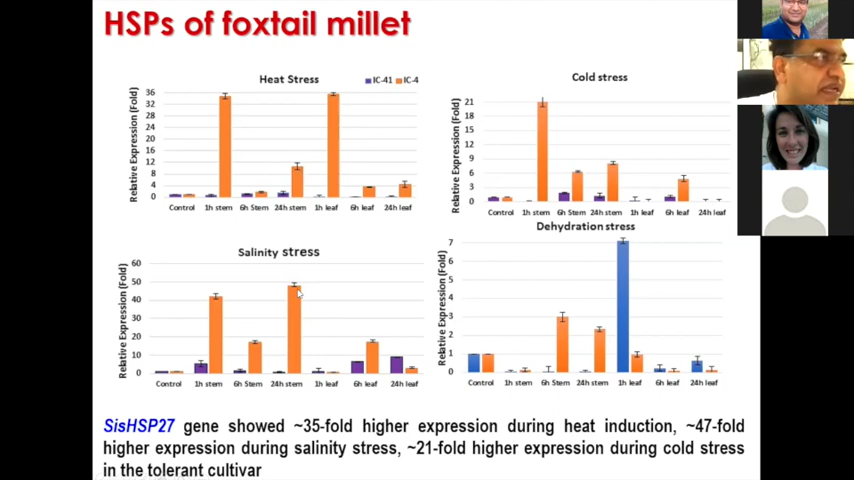 HSPs of foxtail millet
Heat Stress
IC-41 IC-4
Relative Expression (Fold)
36
32
28
24
20
16
12
8
4
0
Control 1h stem 6h Stem 24h stem 1h leaf 6h leaf 24h leaf
Cold stress
Relative Expression (Fold)
21
18
15
12
9
6
3
0
Control 1h stem 6h Stem 24h stem 1h leaf 6h leaf 24h leaf
Salinity stress
Relative Expression (Fold)
60
50
40
30
20
10
0
Control 1h stem 6h Stem 24h stem 1h leaf 6h leaf 24h leaf
Dehydration stress
Relative Expression (Fold)
7
6
5
4
3
2
1
0
Control 1h stem 6h Stem 24h stem 1h leaf 6h leaf 24h leaf
SisHSP27 gene showed ~35-fold higher expression during heat induction, ~47-fold
higher expression during salinity stress, ~21-fold higher expression during cold stress
in the tolerant cultivar